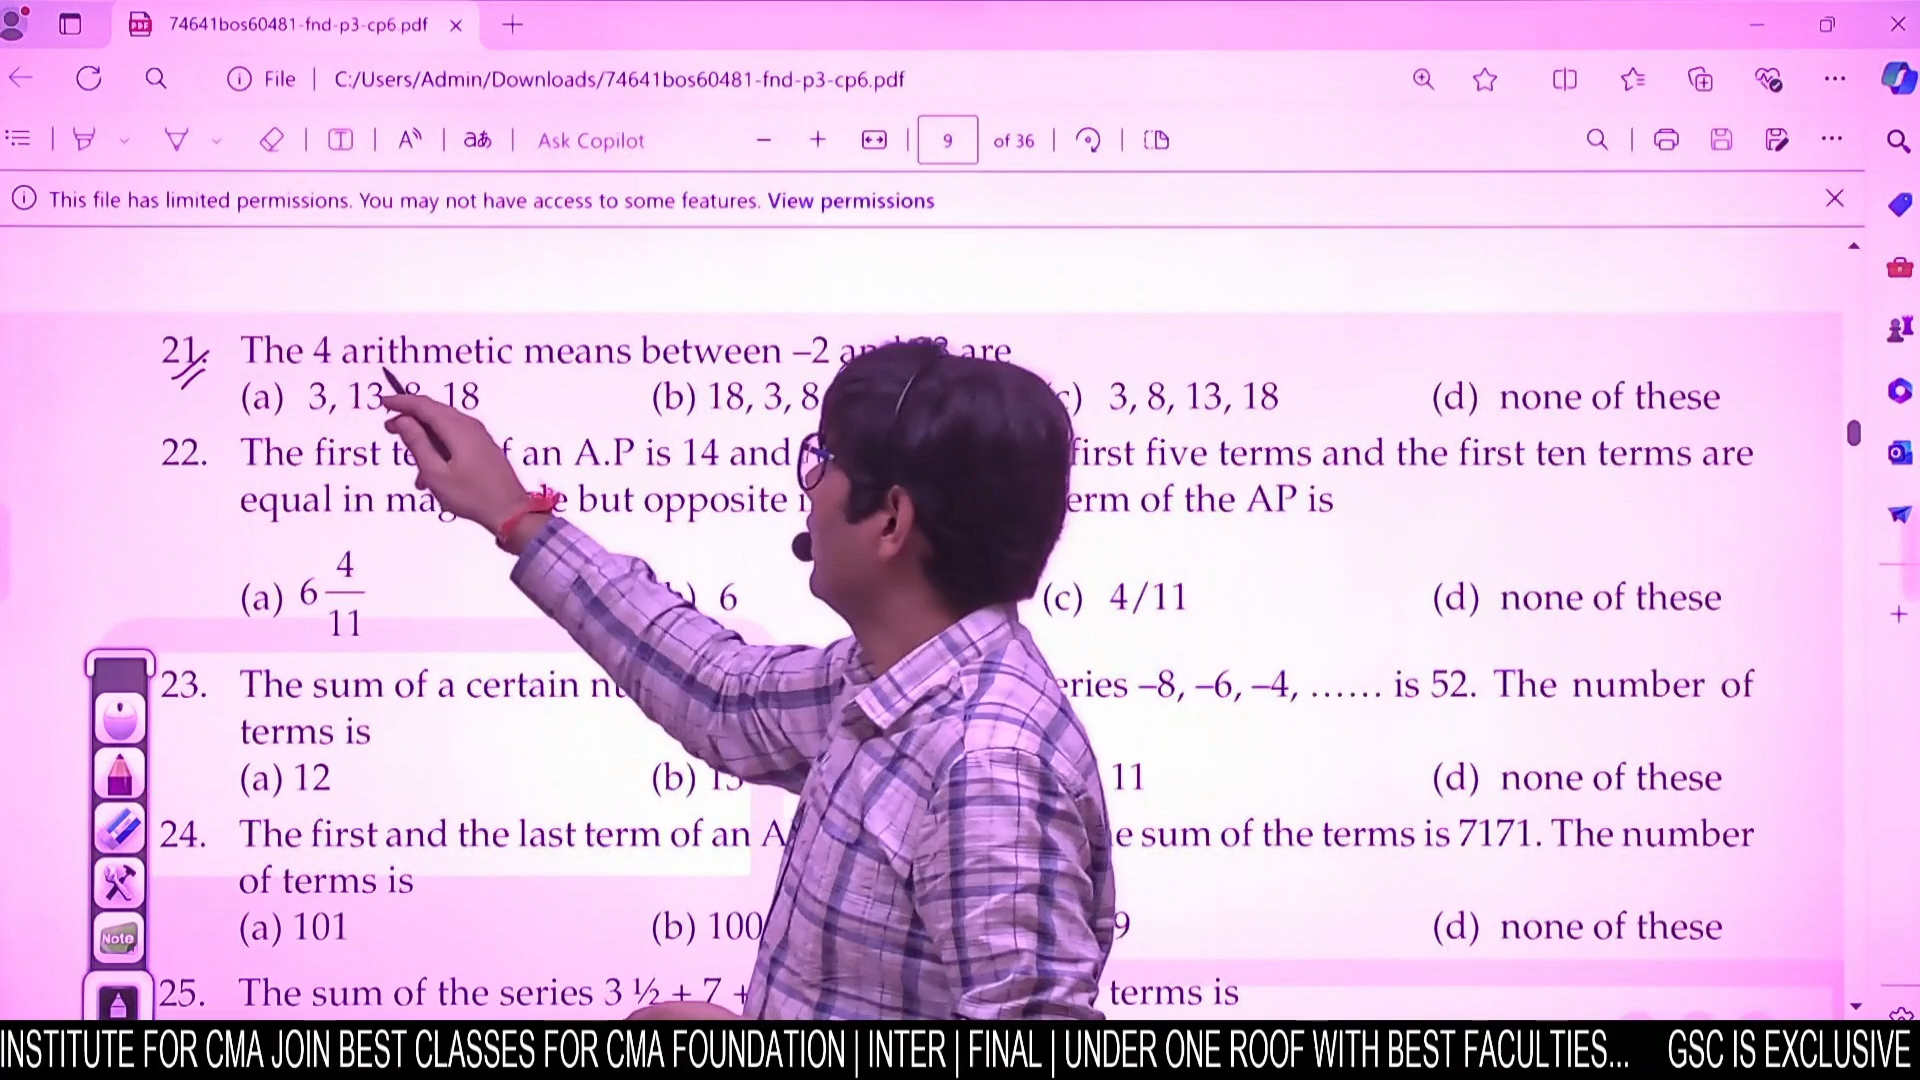 74641bos60481-fnd-p3-cp6.pdf
File | C:/Users/Admin/Downloads/74641bos60481-fnd-p3-cp6.pdf
Ask Copilot 9 of 36
This file has limited permissions. You may not have access to some features. View permissions
21. The 4 arithmetic means between –2 are
(a) 3, 13, 18 (b) 18, 3, 8 (c) 3, 8, 13, 18 (d) none of these
22. The first of an A.P is 14 and first five terms and the first ten terms are
equal in but opposite term of the AP is
(a) 6 4/11 (b) 6 (c) 4/11 (d) none of these
23. The sum of a certain –8, –6, –4, …… is 52. The number of
terms is
(a) 12 (b) 11 (d) none of these
24. The first and the last term of an sum of the terms is 7171. The number
of terms is
(a) 101 (b) 100 (d) none of these
Note
25. The sum of the series 3 ½ + 7 + terms is
INSTITUTE FOR CMA JOIN BEST CLASSES FOR CMA FOUNDATION | INTER | FINAL | UNDER ONE ROOF WITH BEST FACULTIES... GSC IS EXCLUSIVE